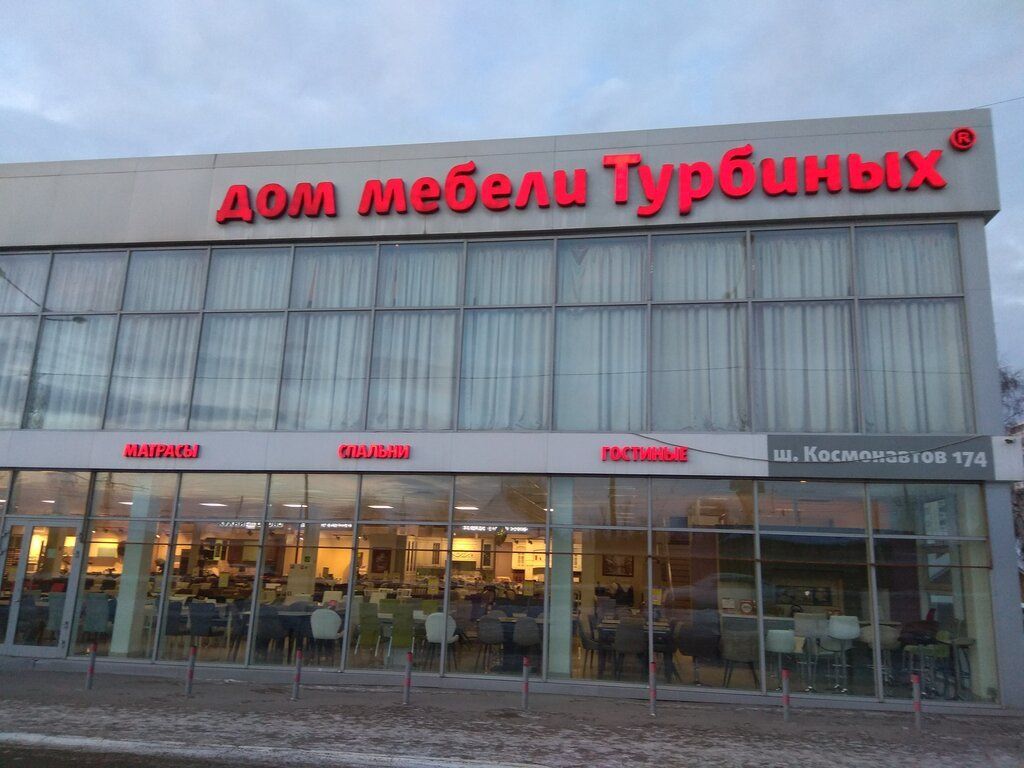 дом мебели Турбиных®
МАТРАСЫ
СПАЛЬНИ
ГОСТИНЫЕ
ш. Космонавтов 174